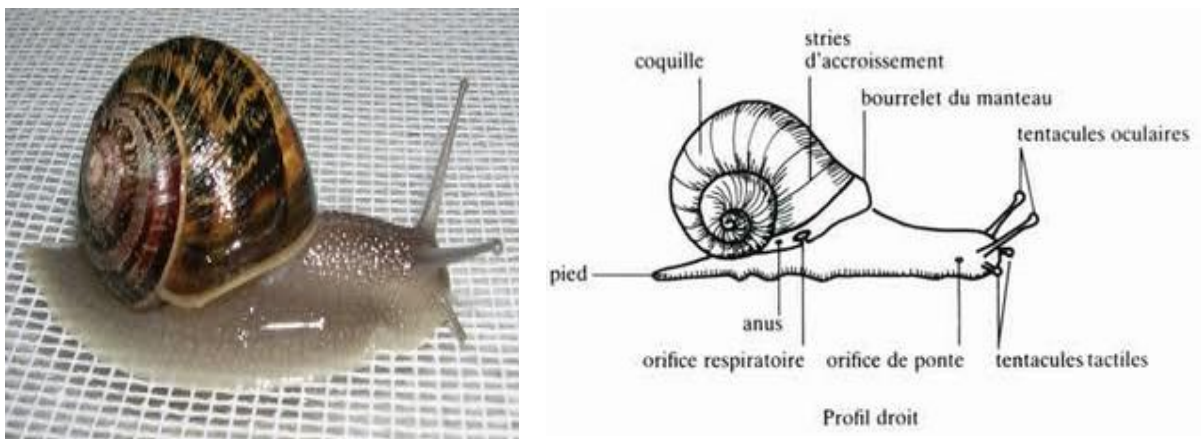 stries
d'accroissement
coquille
bourrelet du manteau
tentacules oculaires
pied
anus
orifice respiratoire
orifice de ponte
tentacules tactiles
Profil droit